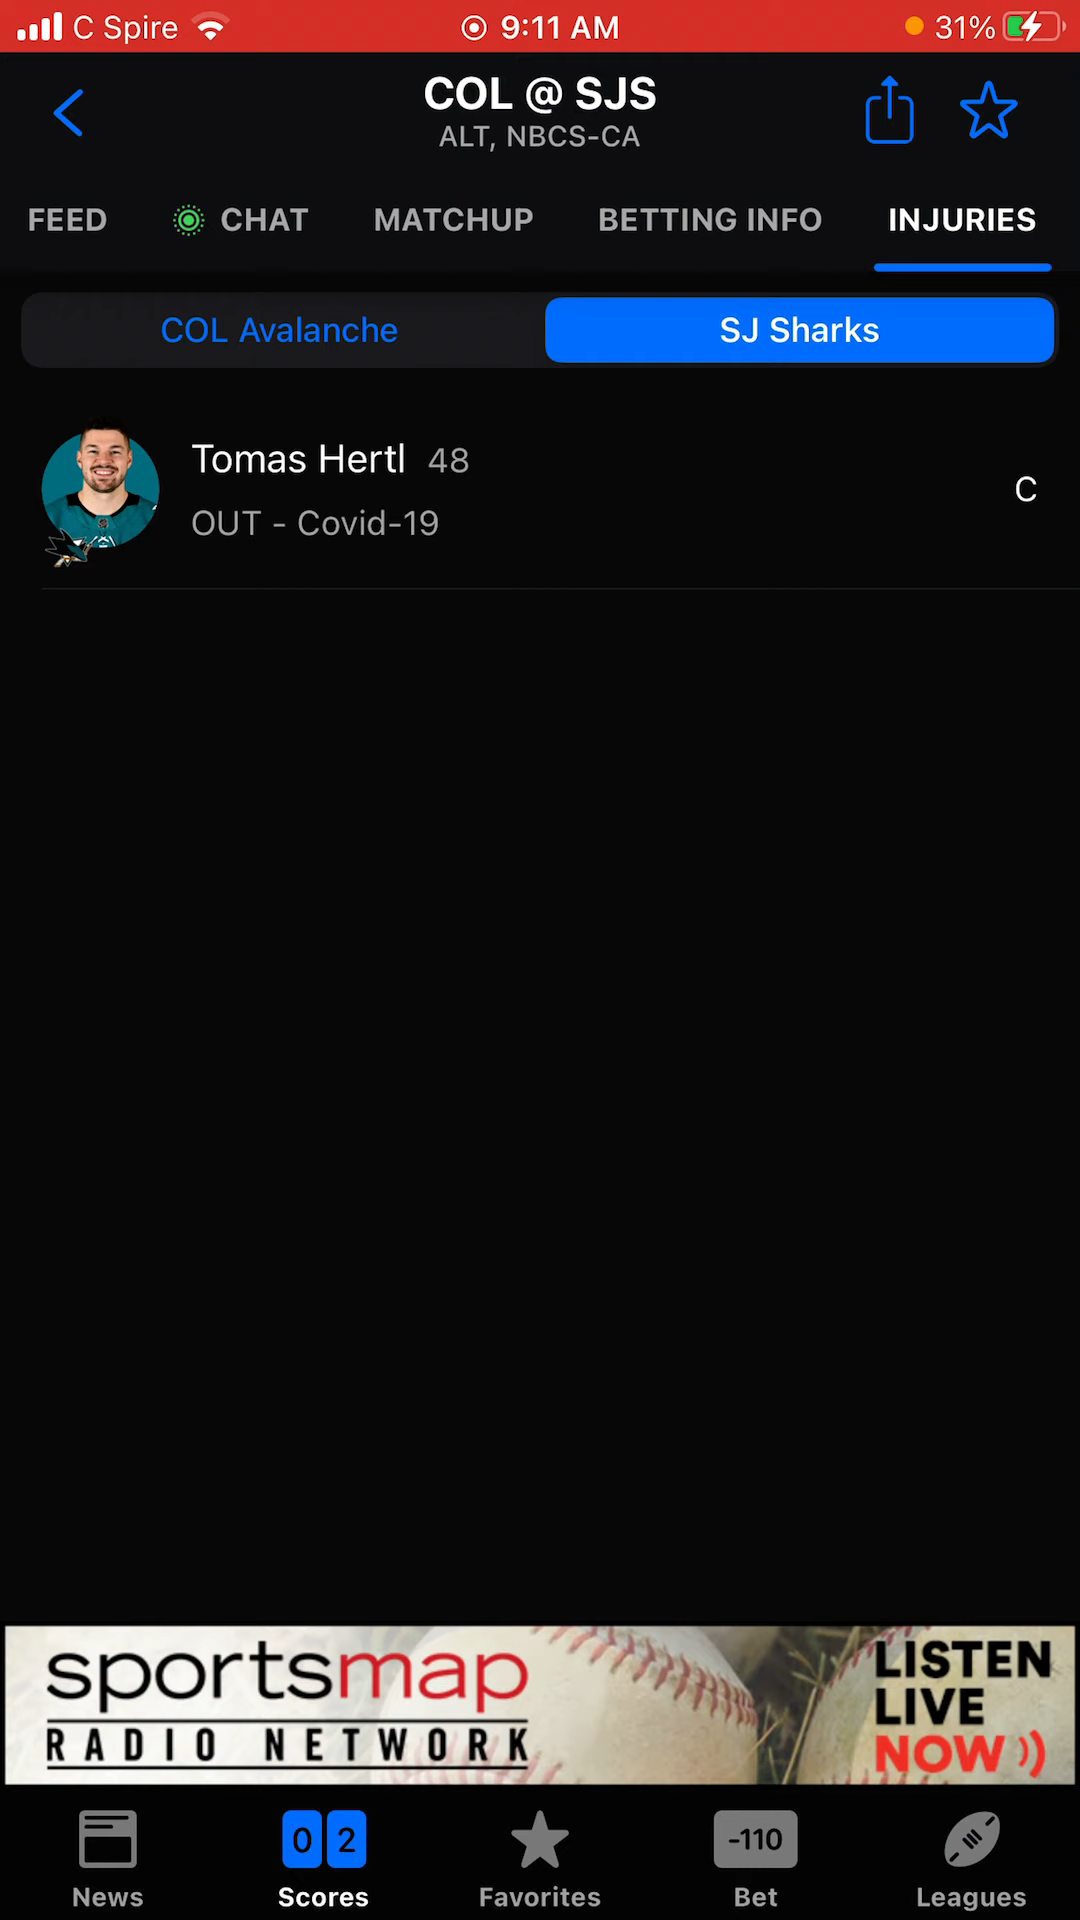 C Spire
9:11 AM
31%
COL @ SJS
ALT, NBCS-CA
FEED
CHAT
MATCHUP
BETTING INFO
INJURIES
COL Avalanche
SJ Sharks
Tomas Hertl 48
OUT - Covid-19
C
sportsmap
RADIO NETWORK
LISTEN
LIVE
NOW
0 2
-110
News
Scores
Favorites
Bet
Leagues